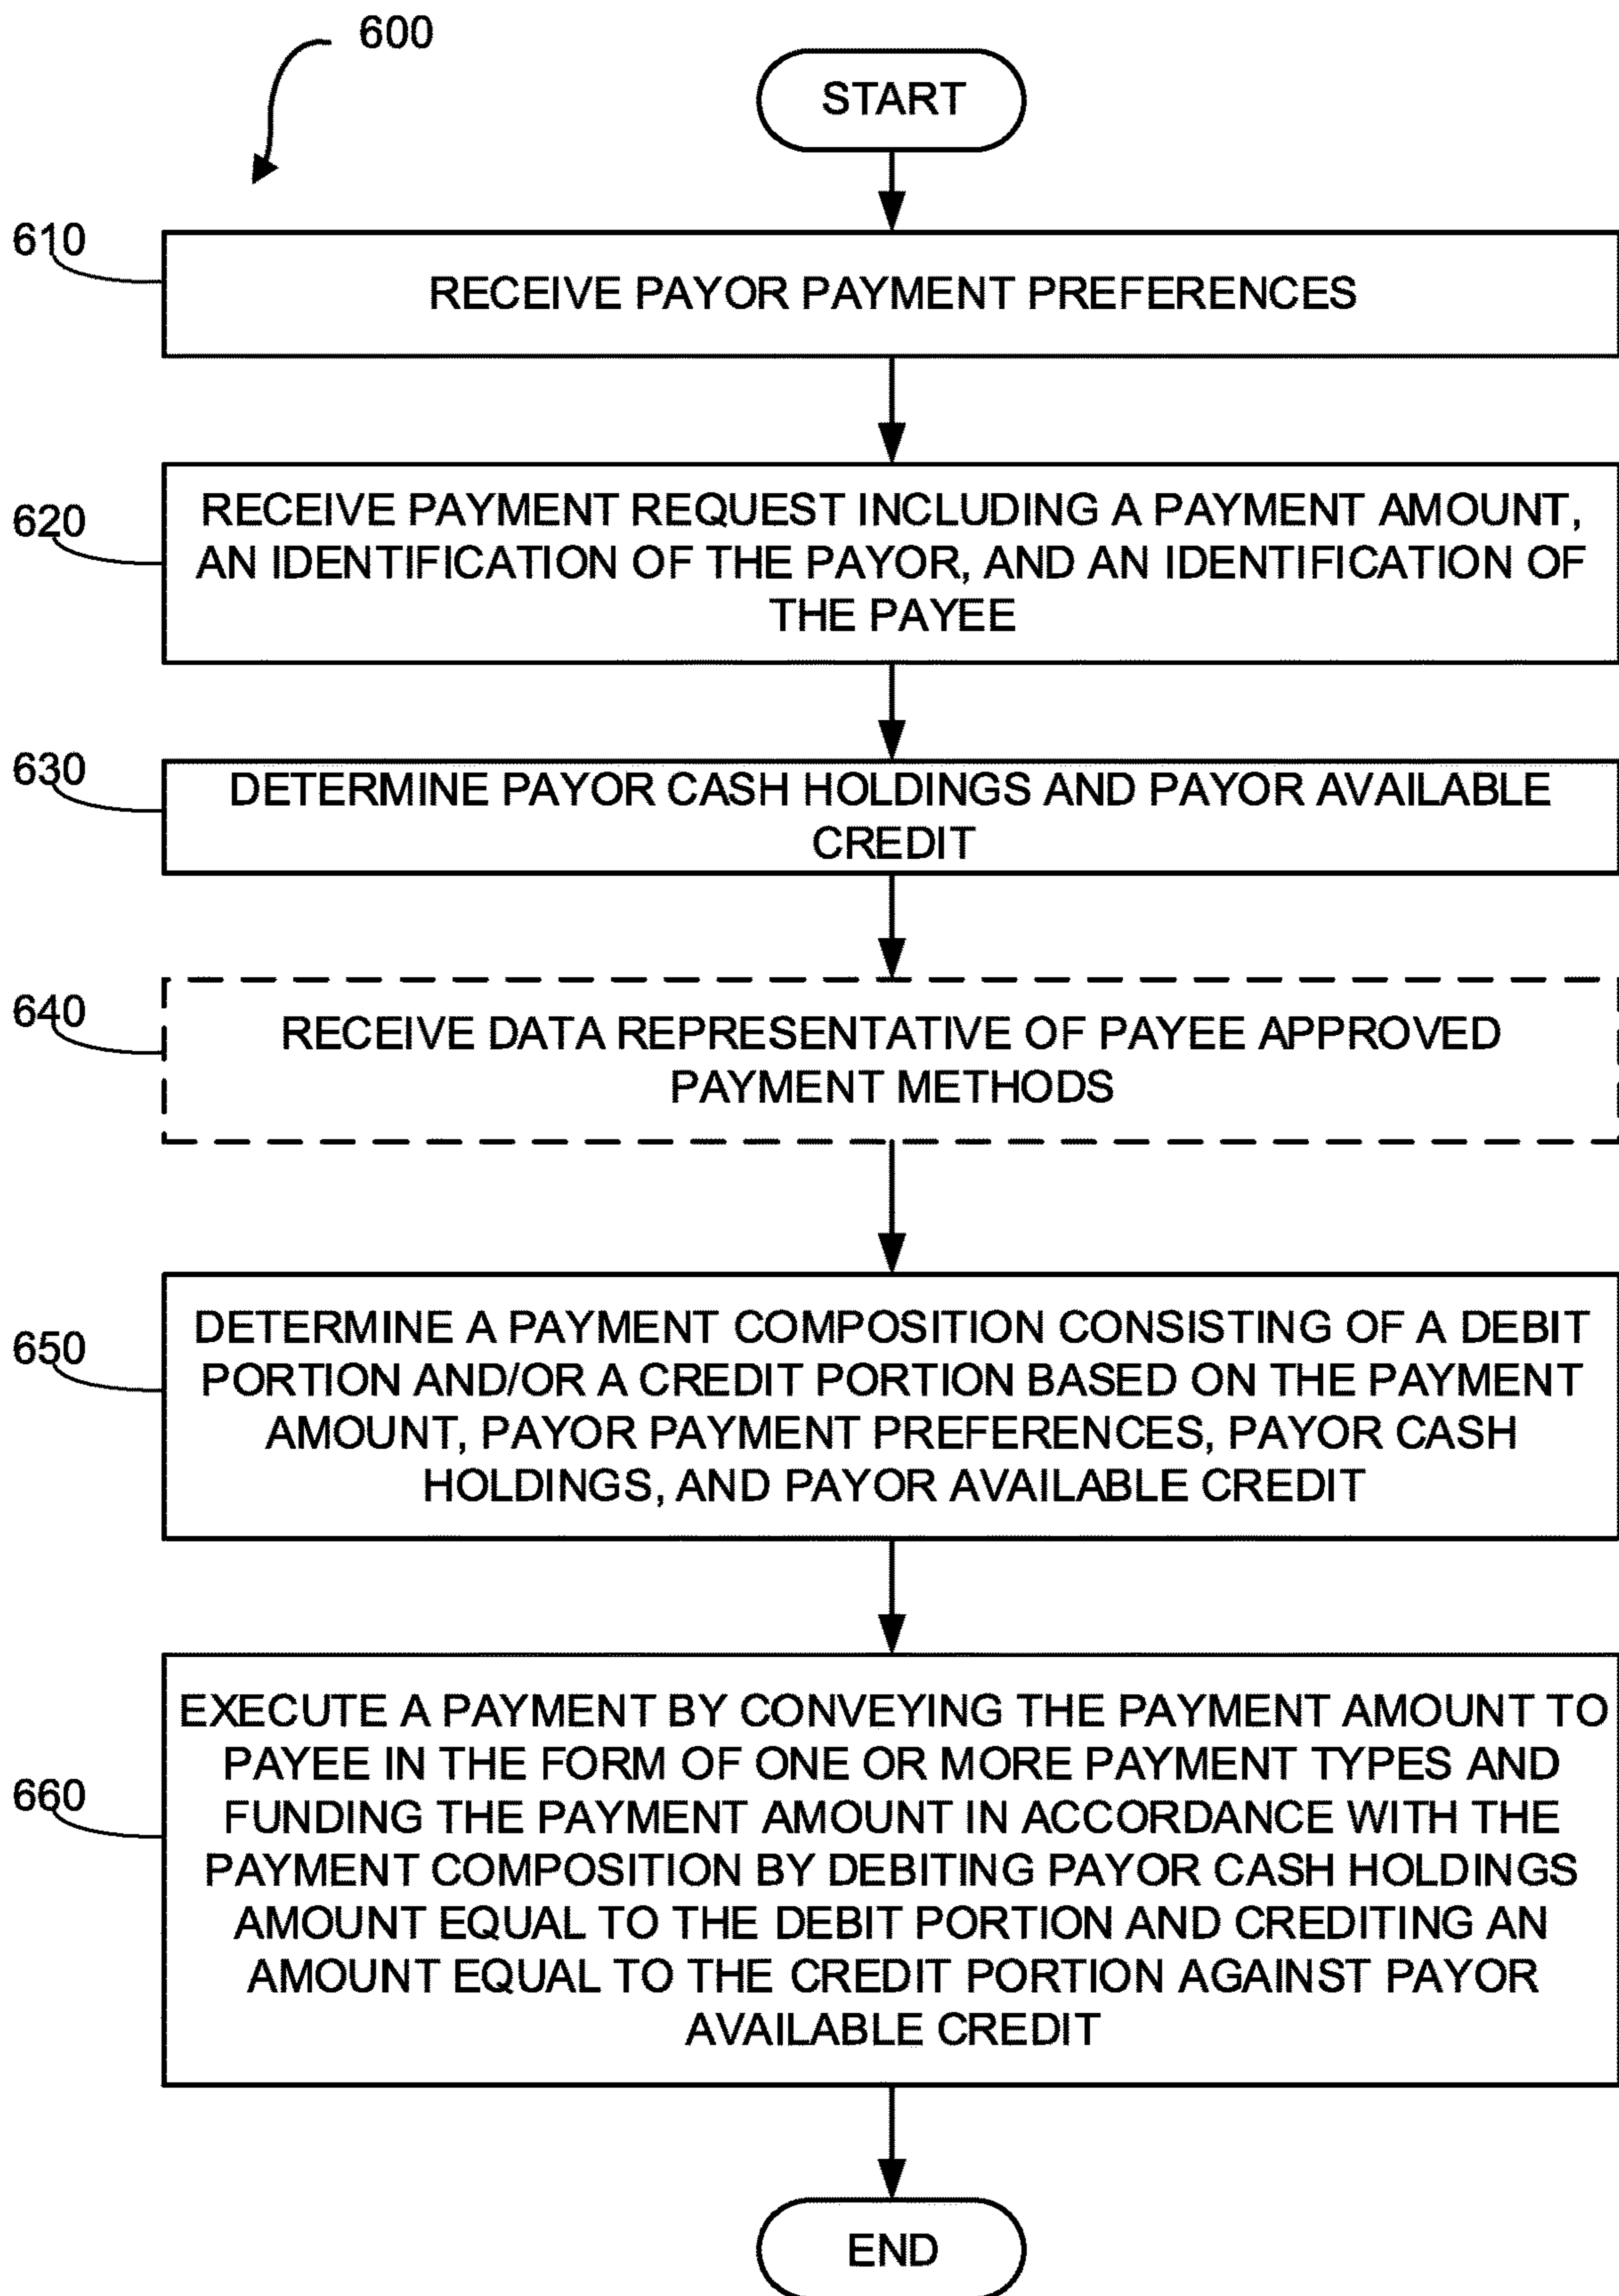 600
START
610
RECEIVE PAYOR PAYMENT PREFERENCES
620
RECEIVE PAYMENT REQUEST INCLUDING A PAYMENT AMOUNT,
AN IDENTIFICATION OF THE PAYOR, AND AN IDENTIFICATION OF
THE PAYEE
630
DETERMINE PAYOR CASH HOLDINGS AND PAYOR AVAILABLE
CREDIT
640
RECEIVE DATA REPRESENTATIVE OF PAYEE APPROVED
PAYMENT METHODS
650
DETERMINE A PAYMENT COMPOSITION CONSISTING OF A DEBIT
PORTION AND/OR A CREDIT PORTION BASED ON THE PAYMENT
AMOUNT, PAYOR PAYMENT PREFERENCES, PAYOR CASH
HOLDINGS, AND PAYOR AVAILABLE CREDIT
660
EXECUTE A PAYMENT BY CONVEYING THE PAYMENT AMOUNT TO
PAYEE IN THE FORM OF ONE OR MORE PAYMENT TYPES AND
FUNDING THE PAYMENT AMOUNT IN ACCORDANCE WITH THE
PAYMENT COMPOSITION BY DEBITING PAYOR CASH HOLDINGS
AMOUNT EQUAL TO THE DEBIT PORTION AND CREDITING AN
AMOUNT EQUAL TO THE CREDIT PORTION AGAINST PAYOR
AVAILABLE CREDIT
END